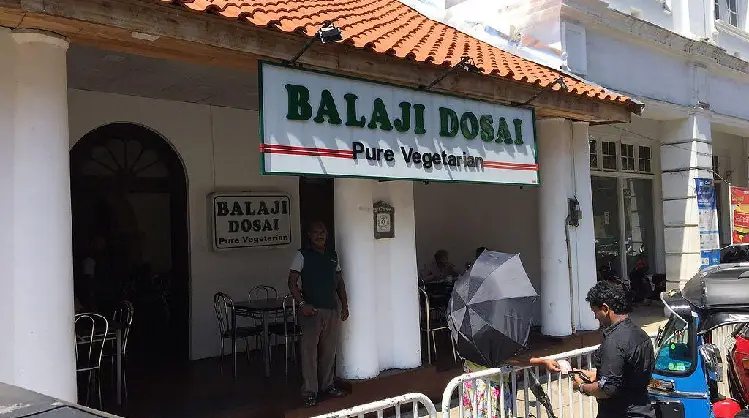 BALAJI DOSAI
Pure Vegetarian
BALAJI
DOSAI
Pure Vegetarian